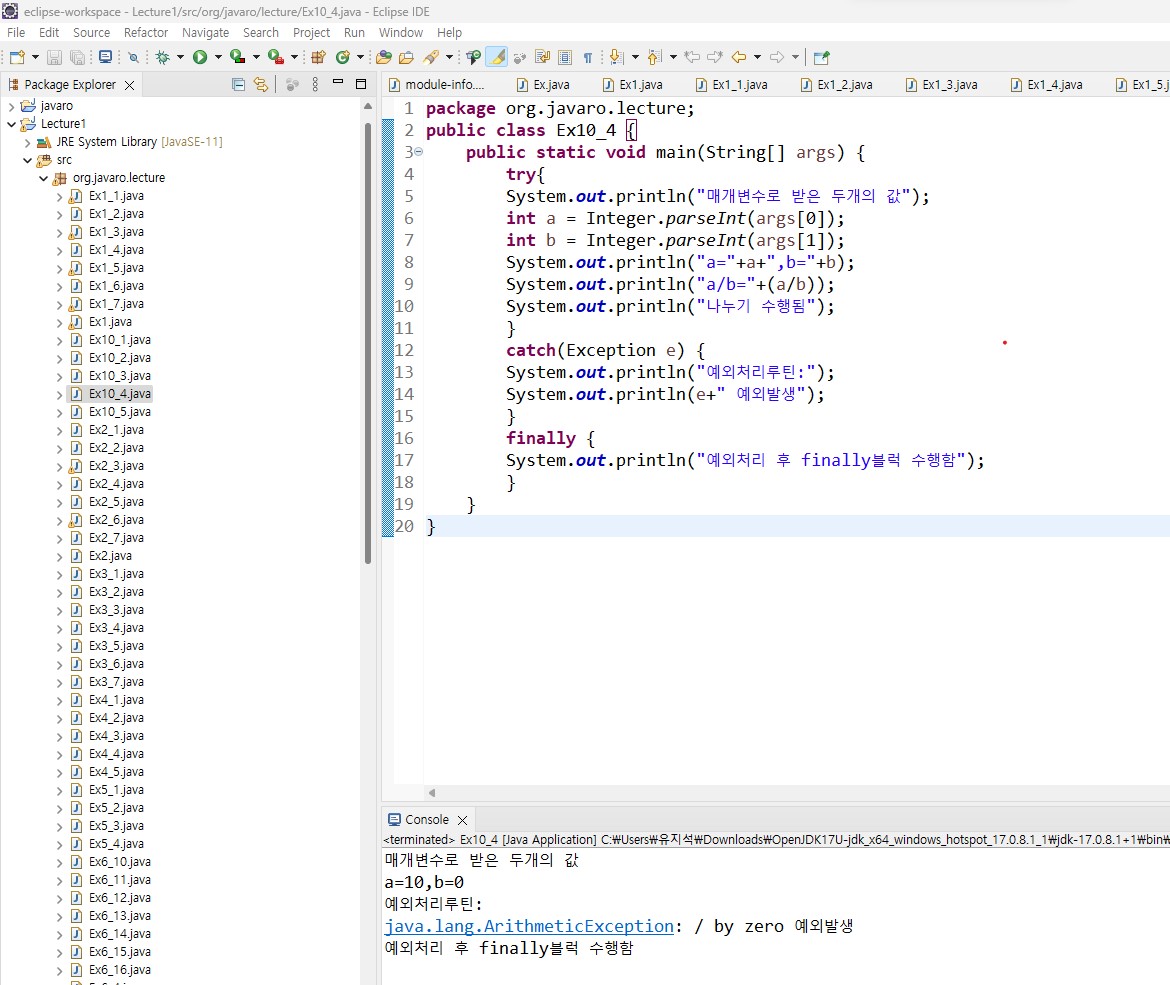 eclipse-workspace - Lecture1/src/org/javaro/lecture/Ex10_4.java - Eclipse IDE
File Edit Source Refactor Navigate Search Project Run Window Help
Package Explorer
javaro
Lecture1
JRE System Library [JavaSE-11]
src
org.javaro.lecture
Ex1_1.java
Ex1_2.java
Ex1_3.java
Ex1_4.java
Ex1_5.java
Ex1_6.java
Ex1_7.java
Ex1.java
Ex10_1.java
Ex10_2.java
Ex10_3.java
Ex10_4.java
Ex10_5.java
Ex2_1.java
Ex2_2.java
Ex2_3.java
Ex2_4.java
Ex2_5.java
Ex2_6.java
Ex2_7.java
Ex2.java
Ex3_1.java
Ex3_2.java
Ex3_3.java
Ex3_4.java
Ex3_5.java
Ex3_6.java
Ex3_7.java
Ex4_1.java
Ex4_2.java
Ex4_3.java
Ex4_4.java
Ex4_5.java
Ex5_1.java
Ex5_2.java
Ex5_3.java
Ex5_4.java
Ex6_10.java
Ex6_11.java
Ex6_12.java
Ex6_13.java
Ex6_14.java
Ex6_15.java
Ex6_16.java
module-info.... Ex.java Ex1.java Ex1_1.java Ex1_2.java Ex1_3.java Ex1_4.java Ex1_5.j
1 package org.javaro.lecture;
2 public class Ex10_4 {
3 public static void main(String[] args) {
4 try{
5 System.out.println("매개변수로 받은 두개의 값");
6 int a = Integer.parseInt(args[0]);
7 int b = Integer.parseInt(args[1]);
8 System.out.println("a="+a+",b="+b);
9 System.out.println("a/b="+(a/b));
10 System.out.println("나누기 수행됨");
11 }
12 catch(Exception e) {
13 System.out.println("예외처리루틴:");
14 System.out.println(e+" 예외발생");
15 }
16 finally {
17 System.out.println("예외처리 후 finally블럭 수행함");
18 }
19 }
20 }
Console
<terminated> Ex10_4 [Java Application] C:₩Users₩유지석₩Downloads₩OpenJDK17U-jdk_x64_windows_hotspot_17.0.8.1_1₩jdk-17.0.8.1+1₩bin₩
매개변수로 받은 두개의 값
a=10,b=0
예외처리루틴:
java.lang.ArithmeticException: / by zero 예외발생
예외처리 후 finally블럭 수행함